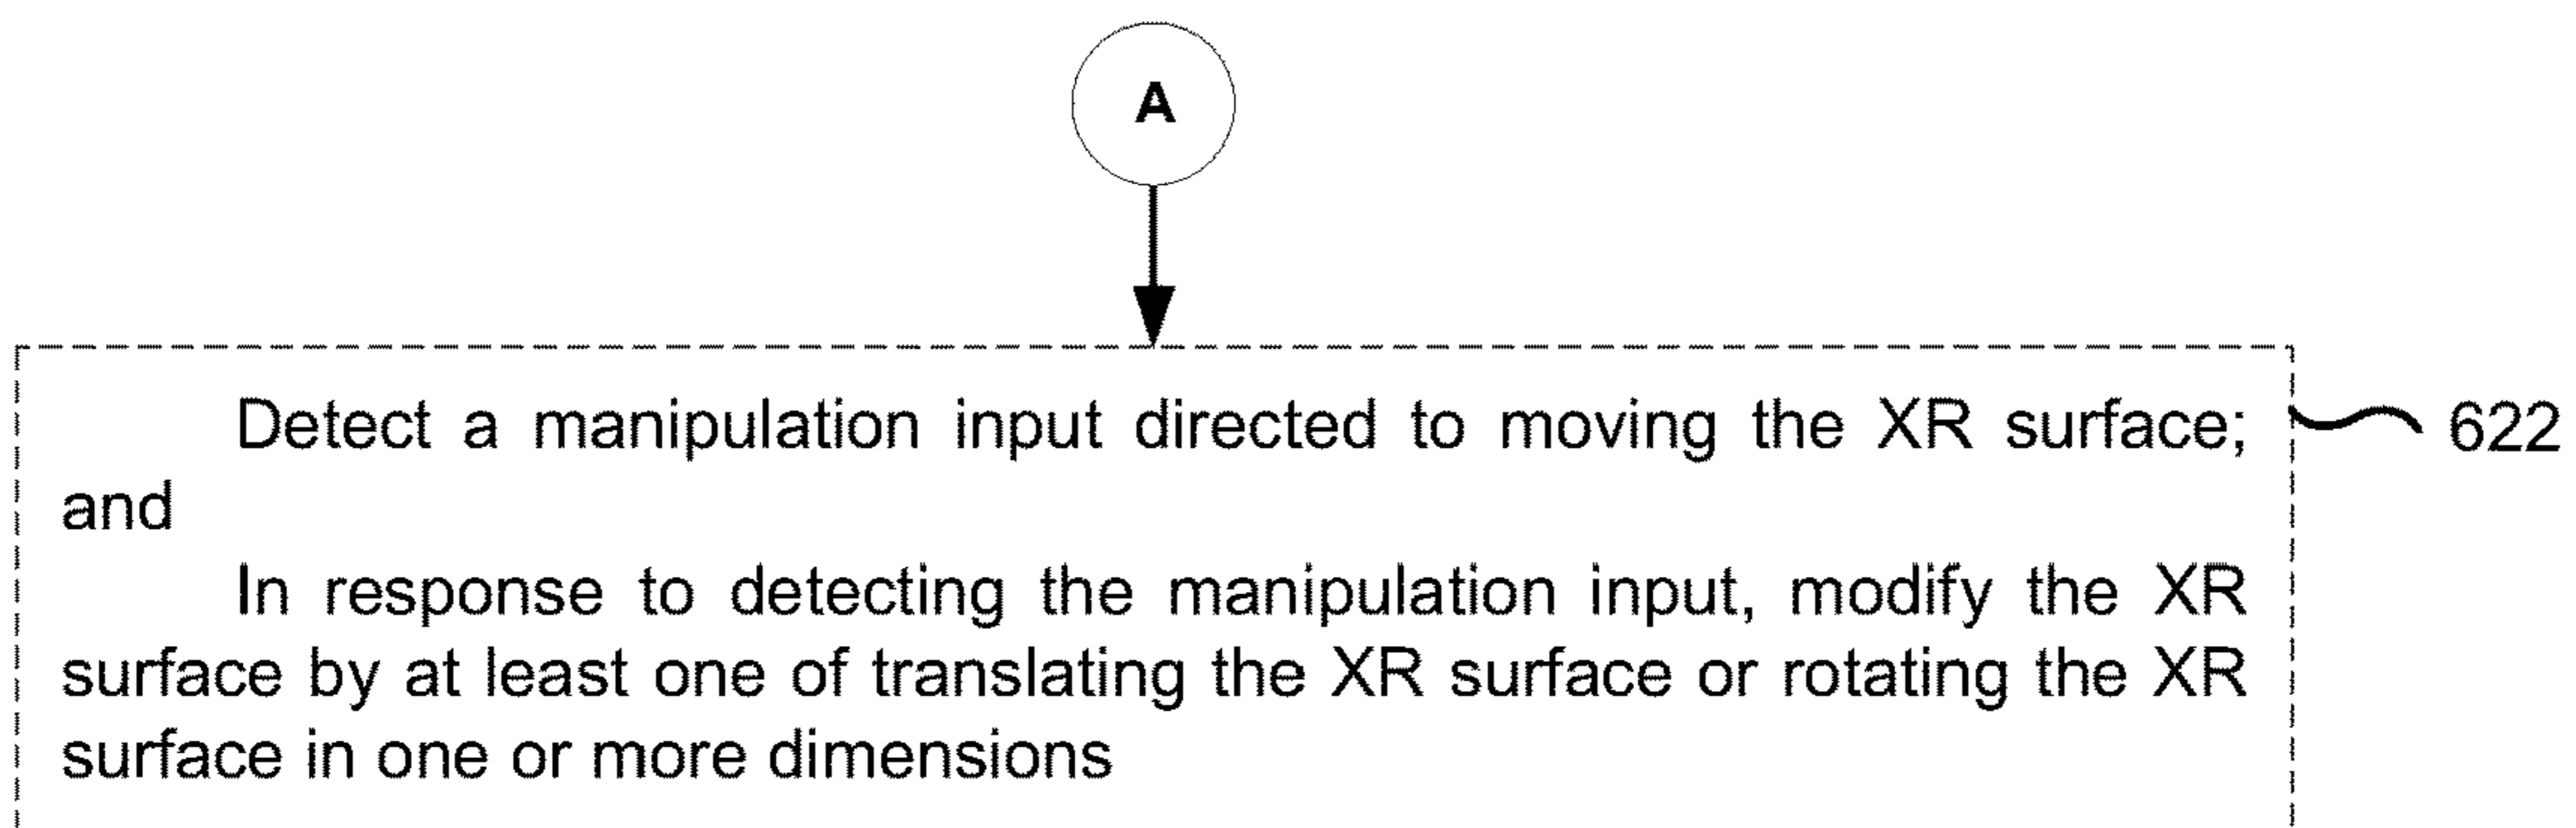 A
Detect a manipulation input directed to moving the XR surface;
622
and
In response to detecting the manipulation input, modify the XR
surface by at least one of translating the XR surface or rotating the XR
surface in one or more dimensions